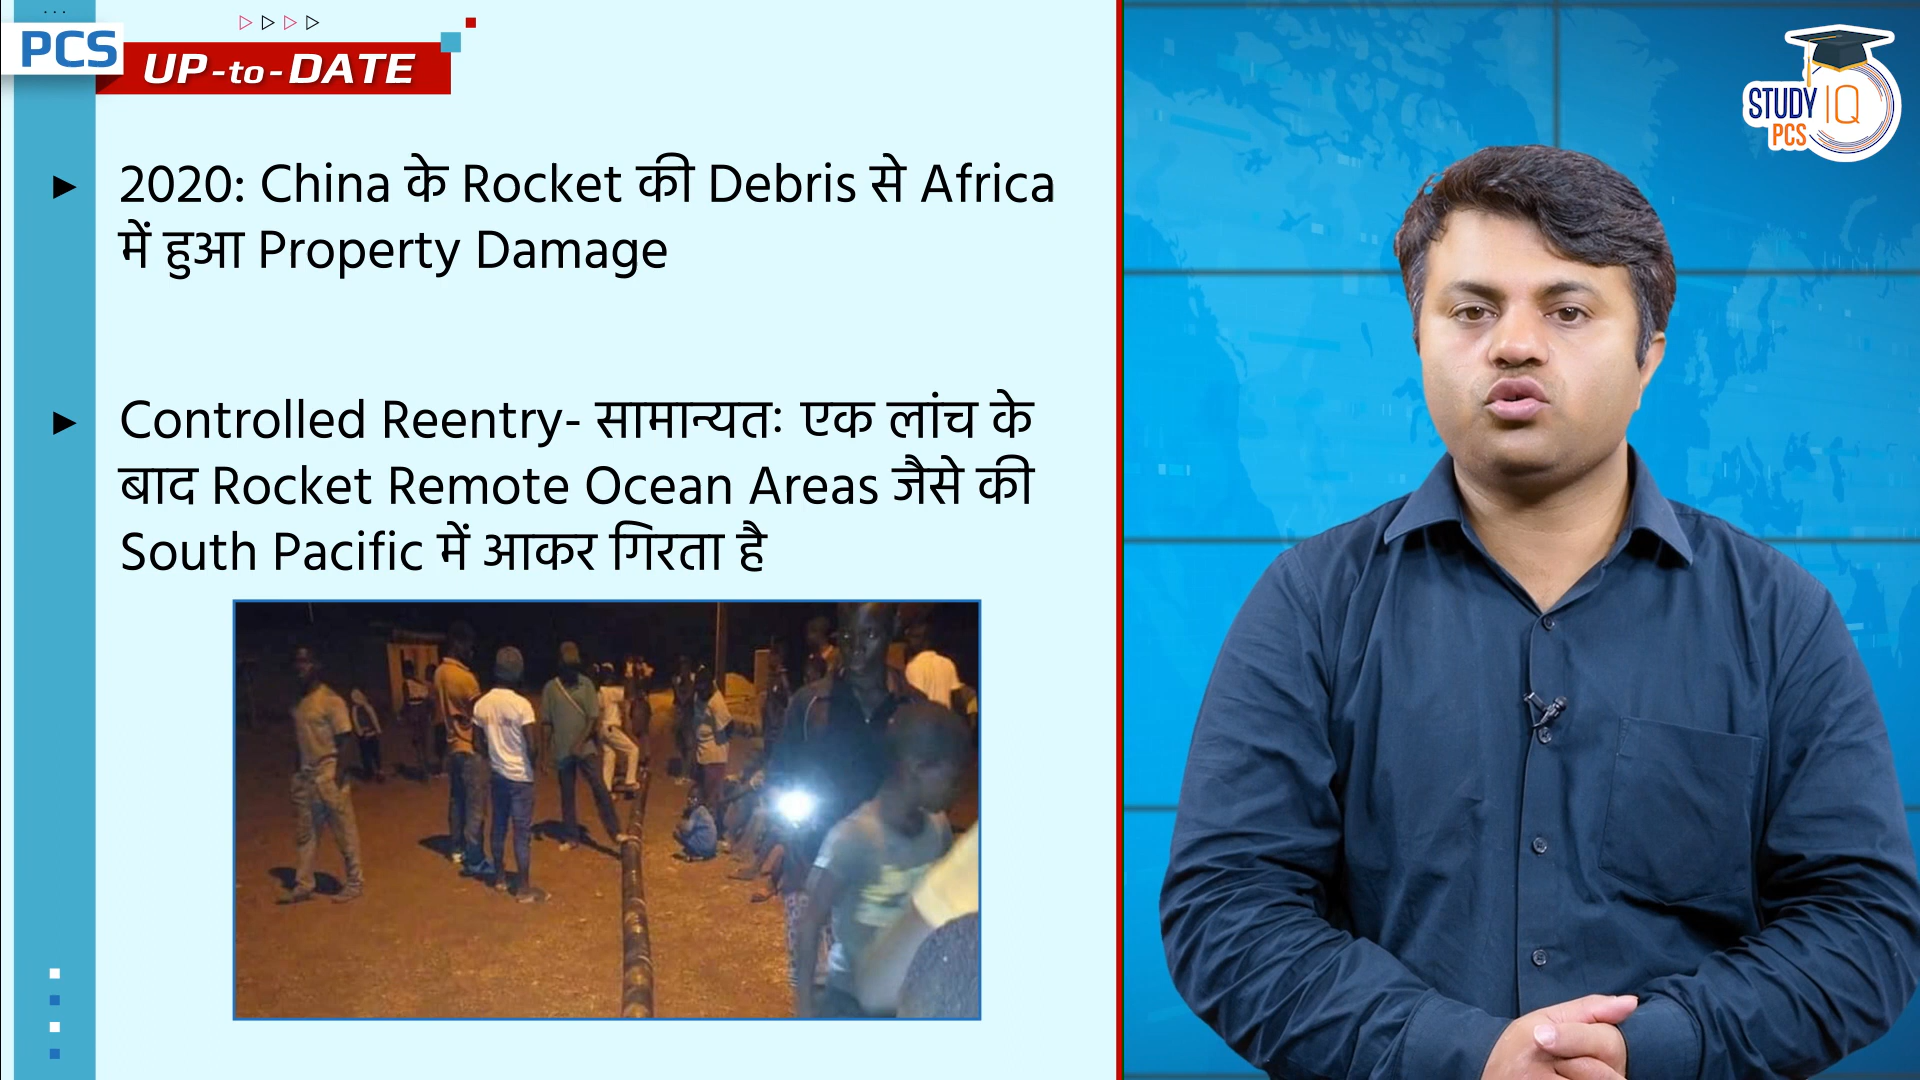 PCS
UP-to-DATE
STUDY IQ
PCS
2020: China के Rocket की Debris से Africa
में हुआ Property Damage
Controlled Reentry- सामान्यतः एक लांच के
बाद Rocket Remote Ocean Areas जैसे की
South Pacific में आकर गिरता है